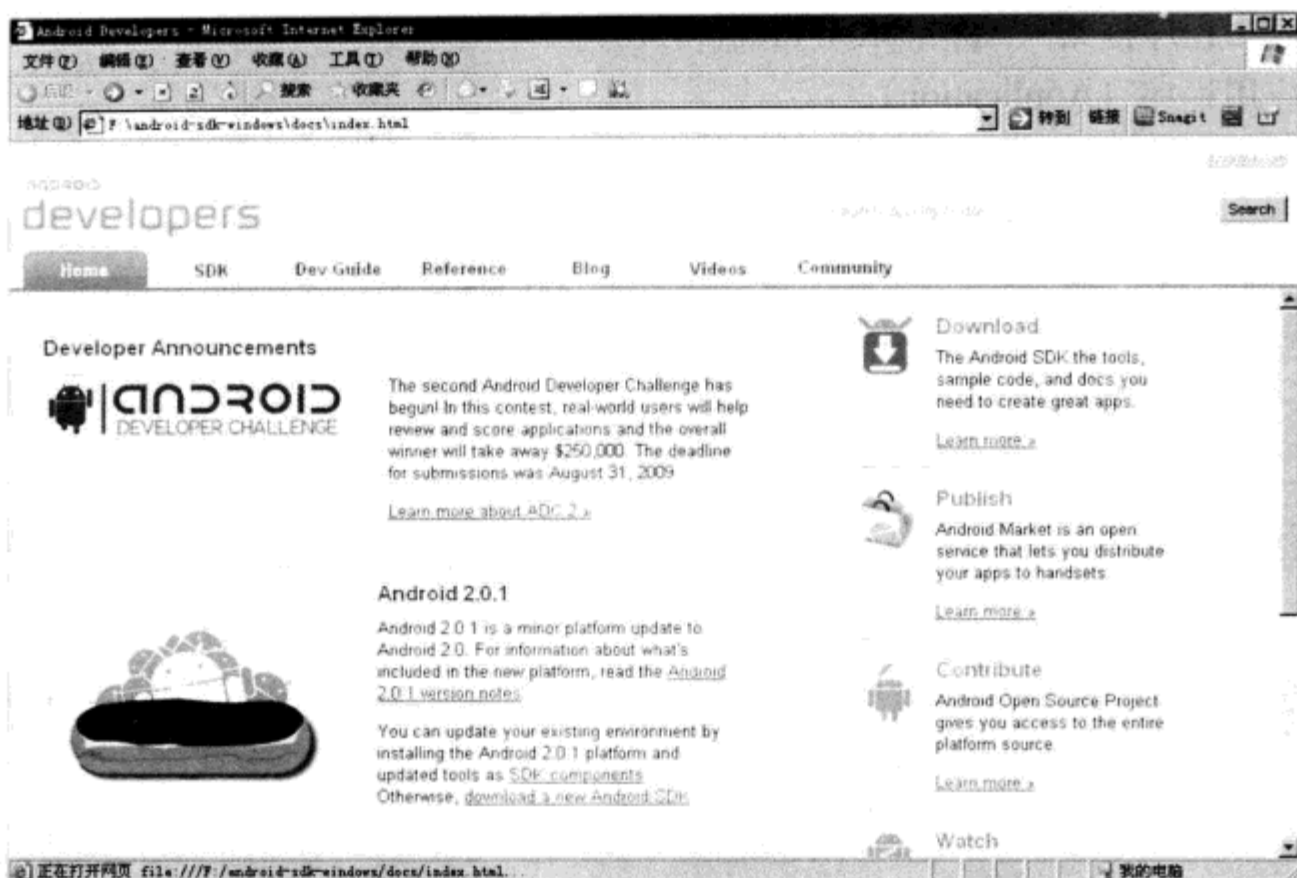 Android Developers - Microsoft Internet Explorer
文件(F) 编辑(E) 查看(V) 收藏(A) 工具(T) 帮助(H)
后退 搜索 收藏夹
地址(D) F:\android-sdk-windows\docs\index.html 转到 链接 Snagit
ANDROID
developers
Search
Home SDK Dev Guide Reference Blog Videos Community
Developer Announcements
ANDROID
DEVELOPER CHALLENGE
The second Android Developer Challenge has
begun! In this contest, real-world users will help
review and score applications and the overall
winner will take away $250,000. The deadline
for submissions was August 31, 2009
Learn more about ADC 2 »
Android 2.0.1
Android 2.0.1 is a minor platform update to
Android 2.0. For information about what's
included in the new platform, read the Android
2.0.1 version notes
You can update your existing environment by
installing the Android 2.0.1 platform and
updated tools as SDK components
Otherwise, download a new Android SDK
Download
The Android SDK the tools,
sample code, and docs you
need to create great apps.
Learn more »
Publish
Android Market is an open
service that lets you distribute
your apps to handsets
Learn more »
Contribute
Android Open Source Project
gives you access to the entire
platform source
Learn more »
Watch
正在打开网页 file:///F:/android-sdk-windows/docs/index.html... 我的电脑